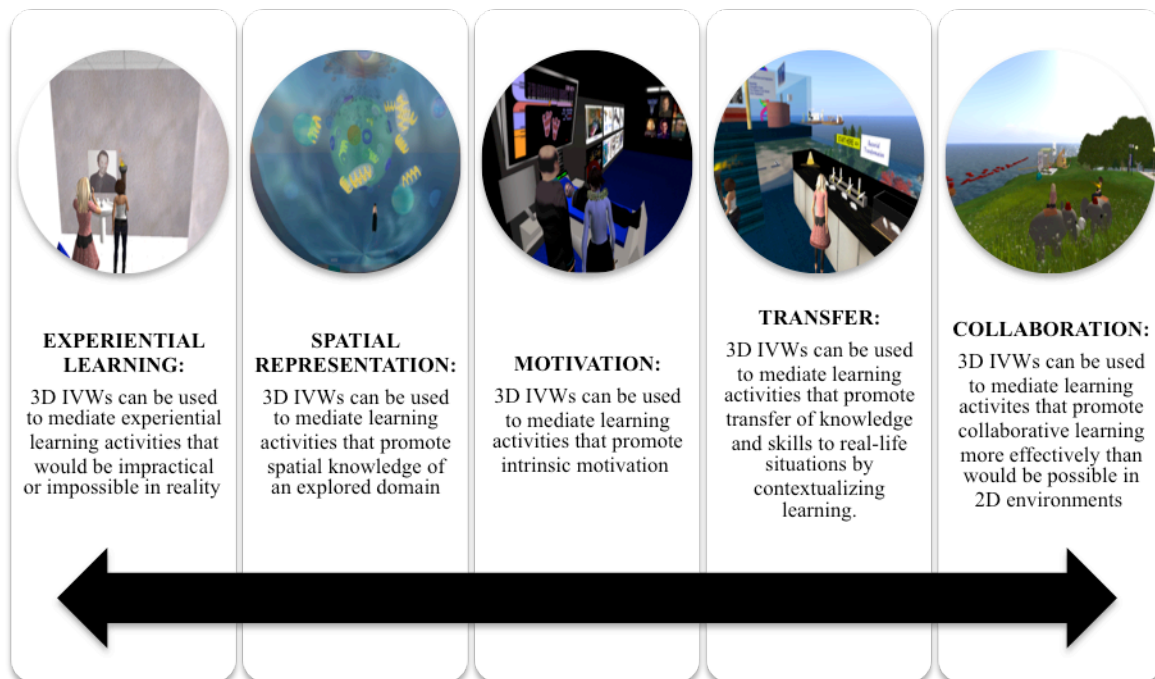 EXPERIENTIAL
LEARNING:
3D IVWs can be used
to mediate experiential
learning activities that
would be impractical
or impossible in reality
SPATIAL
REPRESENTATION:
3D IVWs can be used
to mediate learning
activities that promote
spatial knowledge of
an explored domain
MOTIVATION:
3D IVWs can be used
to mediate learning
activities that promote
intrinsic motivation
TRANSFER:
3D IVWs can be used
to mediate learning
activities that promote
transfer of knowledge
and skills to real-life
situations by
contextualizing
learning.
COLLABORATION:
3D IVWs can be used
to mediate learning
activites that promote
collaborative learning
more effectively than
would be possible in
2D environments